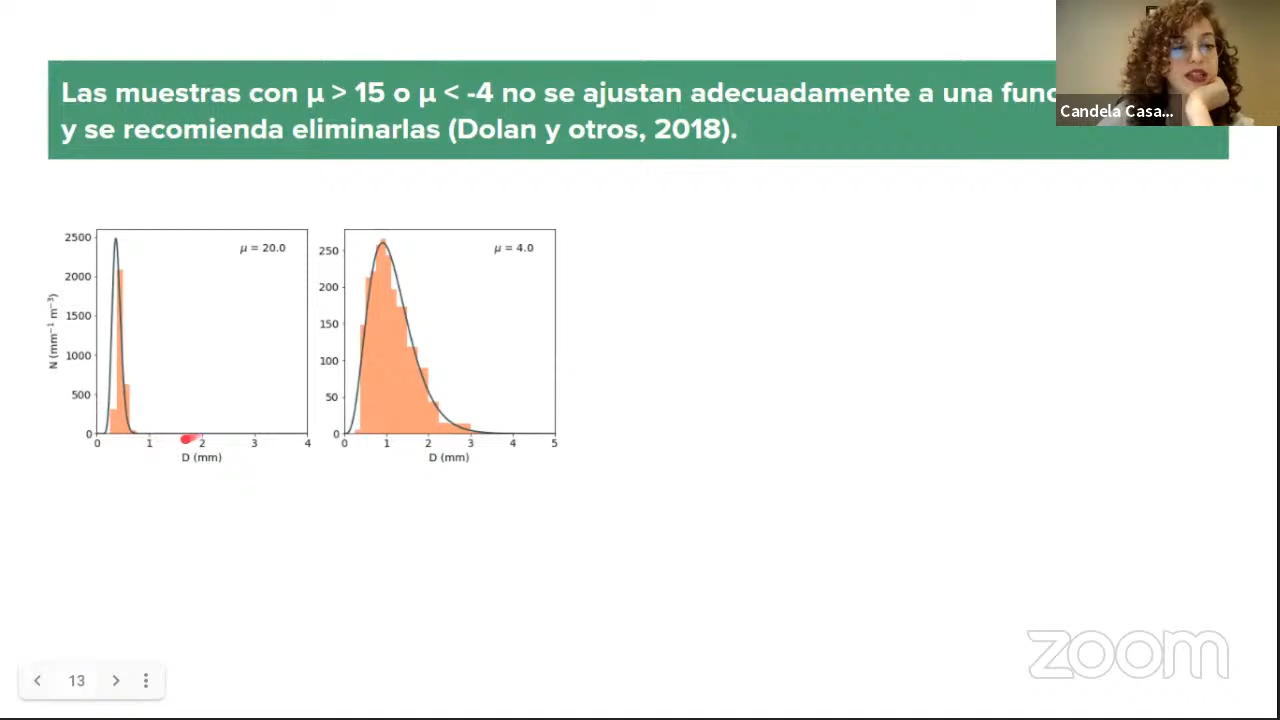 Las muestras con μ > 15 o μ < -4 no se ajustan adecuadamente a una
y se recomienda eliminarlas (Dolan y otros, 2018).
Candela Casa...
μ = 20.0
N (mm⁻¹ m⁻³)
2500
2000
1500
1000
500
0
0 1 2 3 4
D (mm)
μ = 4.0
250
200
150
100
50
0
0 1 2 3 4 5
D (mm)
zoom
13